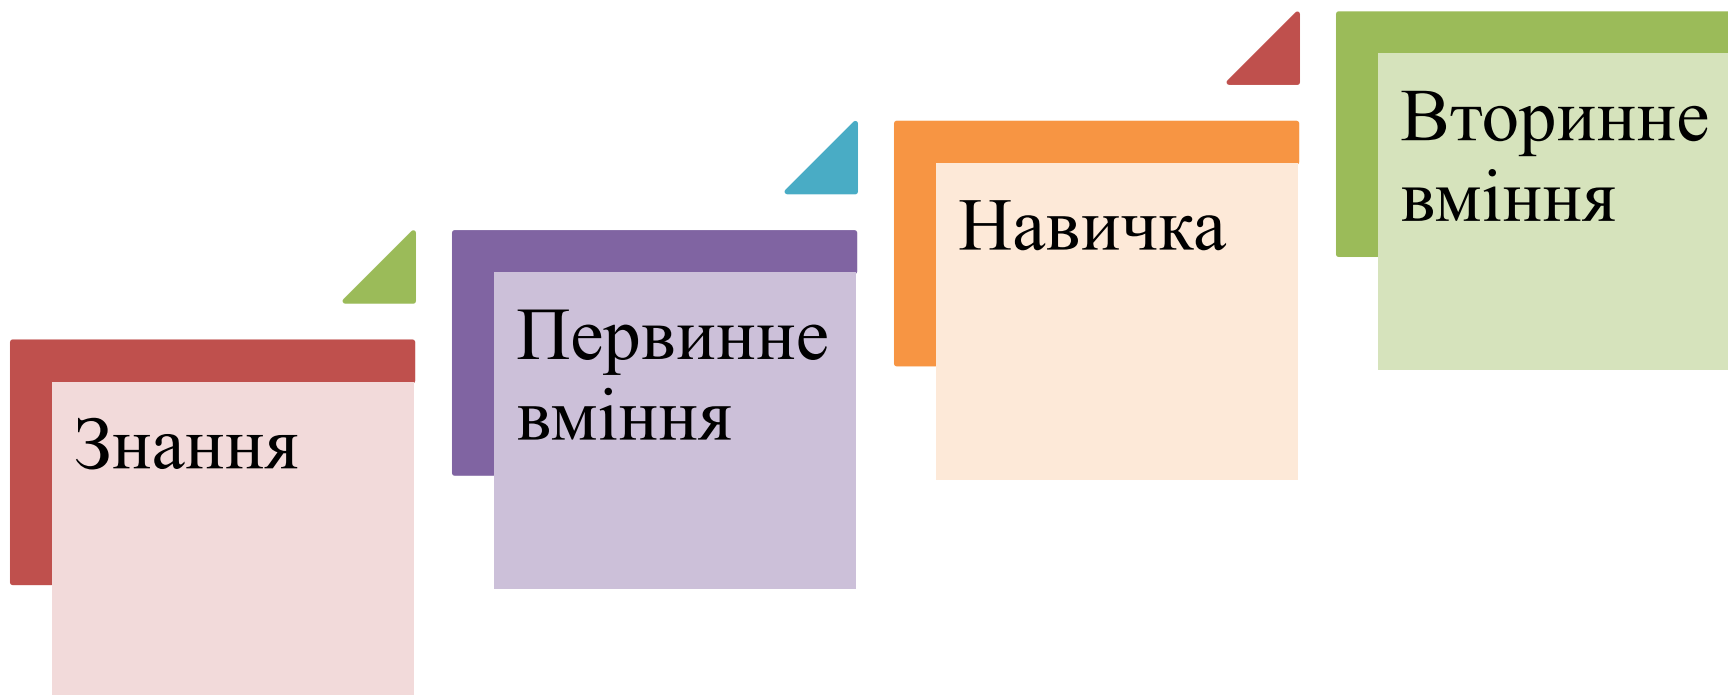 Знання
Первинне
вміння
Навичка
Вторинне
вміння